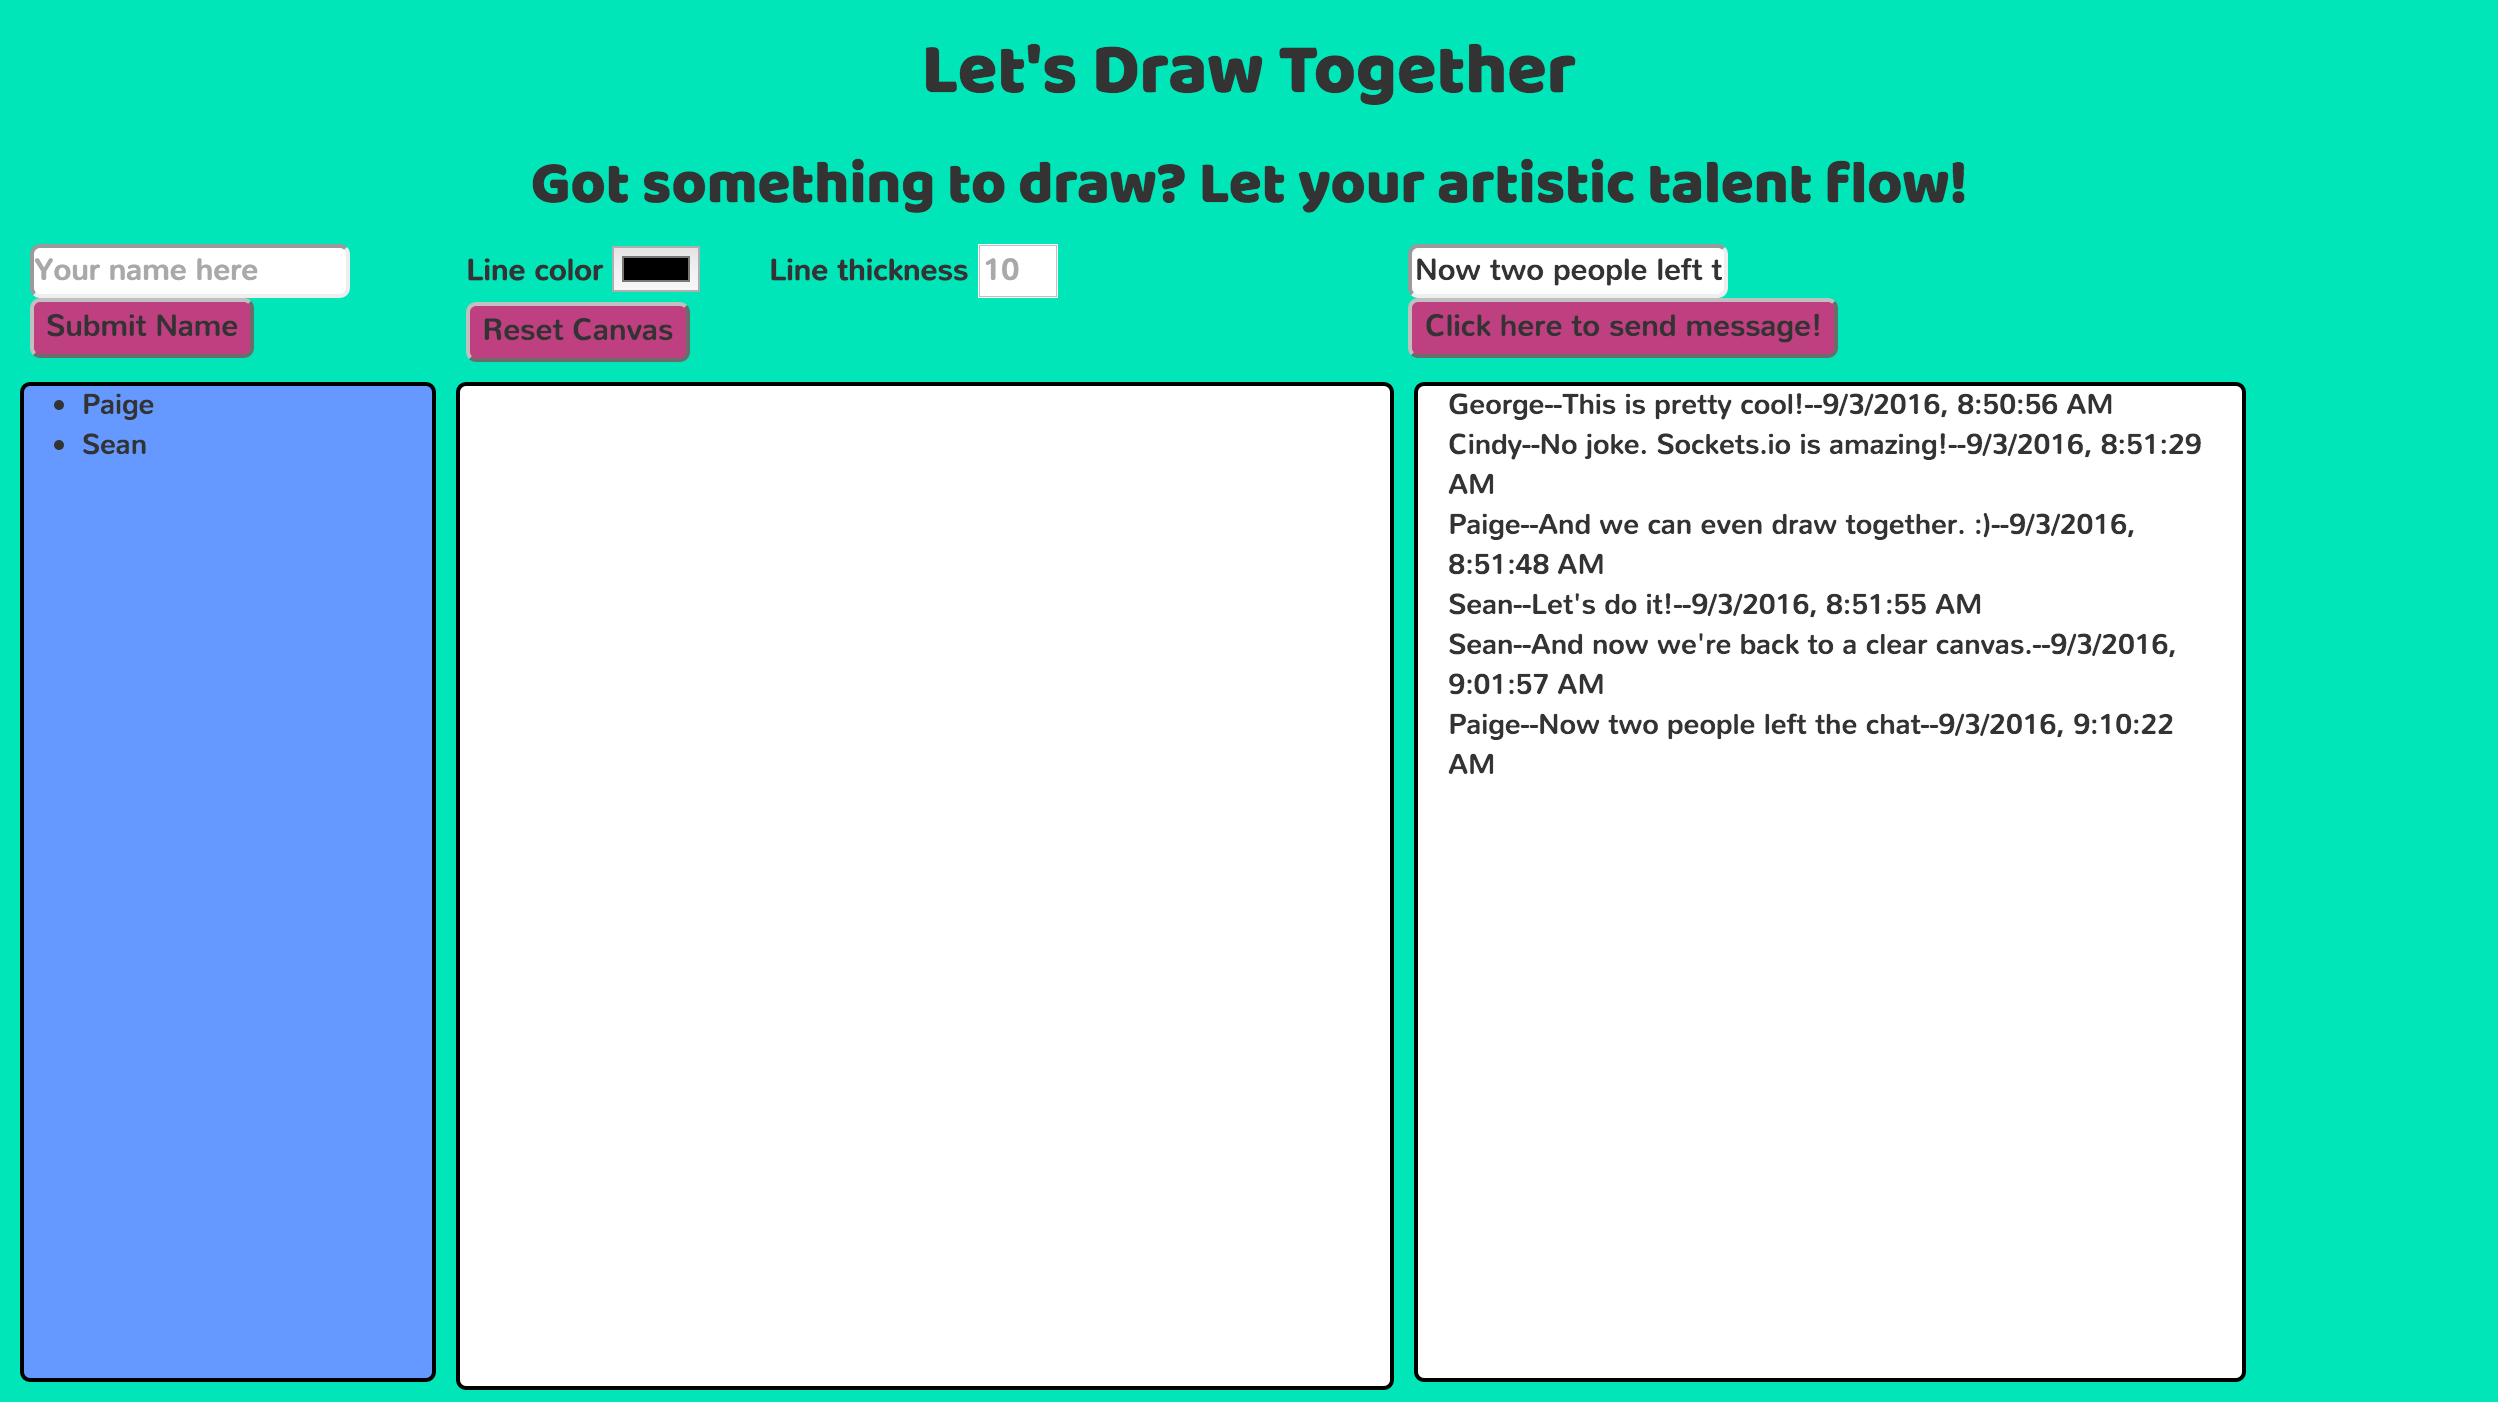 Let's Draw Together
Got something to draw? Let your artistic talent flow!
Your name here
Submit Name
Line color
Line thickness 10
Reset Canvas
Now two people left t
Click here to send message!
Paige
Sean
George--This is pretty cool!--9/3/2016, 8:50:56 AM
Cindy--No joke. Sockets.io is amazing!--9/3/2016, 8:51:29
AM
Paige--And we can even draw together. :)--9/3/2016,
8:51:48 AM
Sean--Let's do it!--9/3/2016, 8:51:55 AM
Sean--And now we're back to a clear canvas.--9/3/2016,
9:01:57 AM
Paige--Now two people left the chat--9/3/2016, 9:10:22
AM